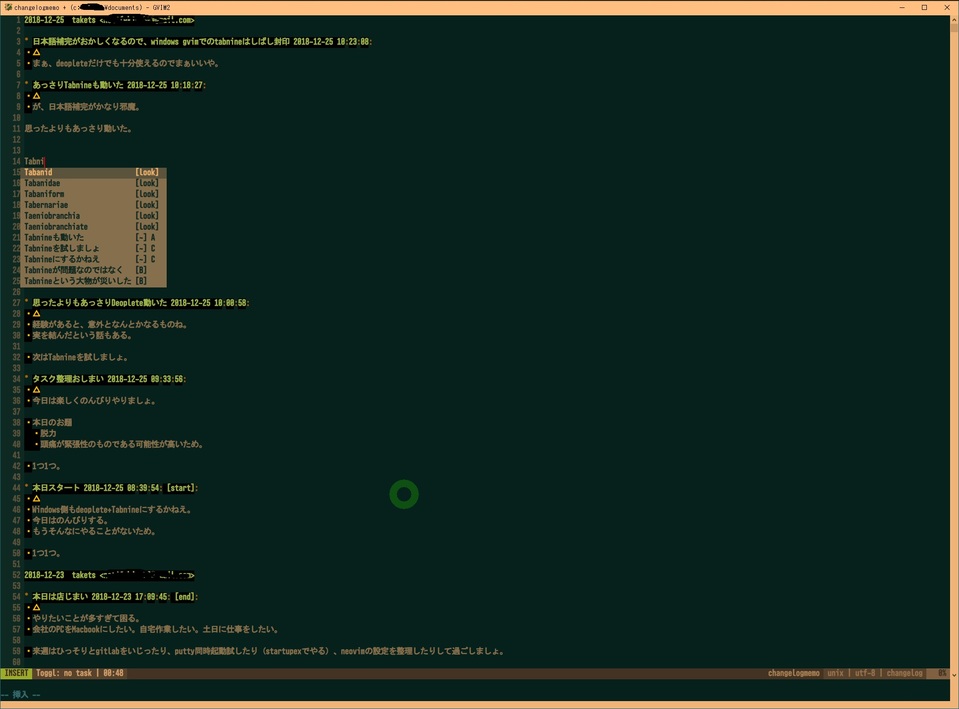 changelogmemo + (c:\documents) - GVIM2
1 2018-12-25 takets < ail.com>
2
3 * 日本語補完がおかしくなるので、windows gvimでのtabnineはしばし封印 2018-12-25 10:23:08:
4 ・△
5 ・まぁ、deopleteだけでも十分使えるのでまぁいいや。
6
7 * あっさりTabnineも動いた 2018-12-25 10:18:27:
8 ・△
9 ・が、日本語補完がかなり邪魔。
10
11 思ったよりもあっさり動いた。
12
13
14 Tabni
15 Tabanid [look]
16 Tabanidae [look]
17 Tabaniform [look]
18 Tabernariae [look]
19 Taeniobranchia [look]
20 Taeniobranchiate [look]
21 Tabnineも動いた [~] A
22 Tabnineを試しましょ [~] C
23 Tabnineにするかねえ [~] C
24 Tabnineが問題なのではなく [B]
25 Tabnineという大物が災いした [B]
26
27 * 思ったよりもあっさりDeoplete動いた 2018-12-25 10:00:58:
28 ・△
29 ・経験があると、意外となんとかなるものね。
30 ・実を結んだという話もある。
31
32 ・次はTabnineを試しましょ。
33
34 * タスク整理おしまい 2018-12-25 09:33:56:
35 ・△
36 ・今日は楽しくのんびりやりましょ。
37
38 ・本日のお題
39 ・脱力
40 ・頭痛が緊張性のものである可能性が高いため。
41
42 ・1つ1つ。
43
44 * 本日スタート 2018-12-25 08:39:54: [start]:
45 ・△
46 ・Windows側もdeoplete+Tabnineにするかねえ。
47 ・今日はのんびりする。
48 ・もうそんなにやることがないため。
49
50 ・1つ1つ。
51
52 2018-12-23 takets < il.com>
53
54 * 本日は店じまい 2018-12-23 17:09:45: [end]:
55 ・△
56 ・やりたいことが多すぎて困る。
57 ・会社のPCをMacbookにしたい。自宅作業したい。土日に仕事をしたい。
58
59 ・来週はひっそりとgitlabをいじったり、putty同時起動試したり（startupexでやる）、neovimの設定を整理したりして過ごしましょ。
60
INSERT Toggl: no task | 00:48 changelogmemo unix | utf-8 | changelog 0%
-- 挿入 --